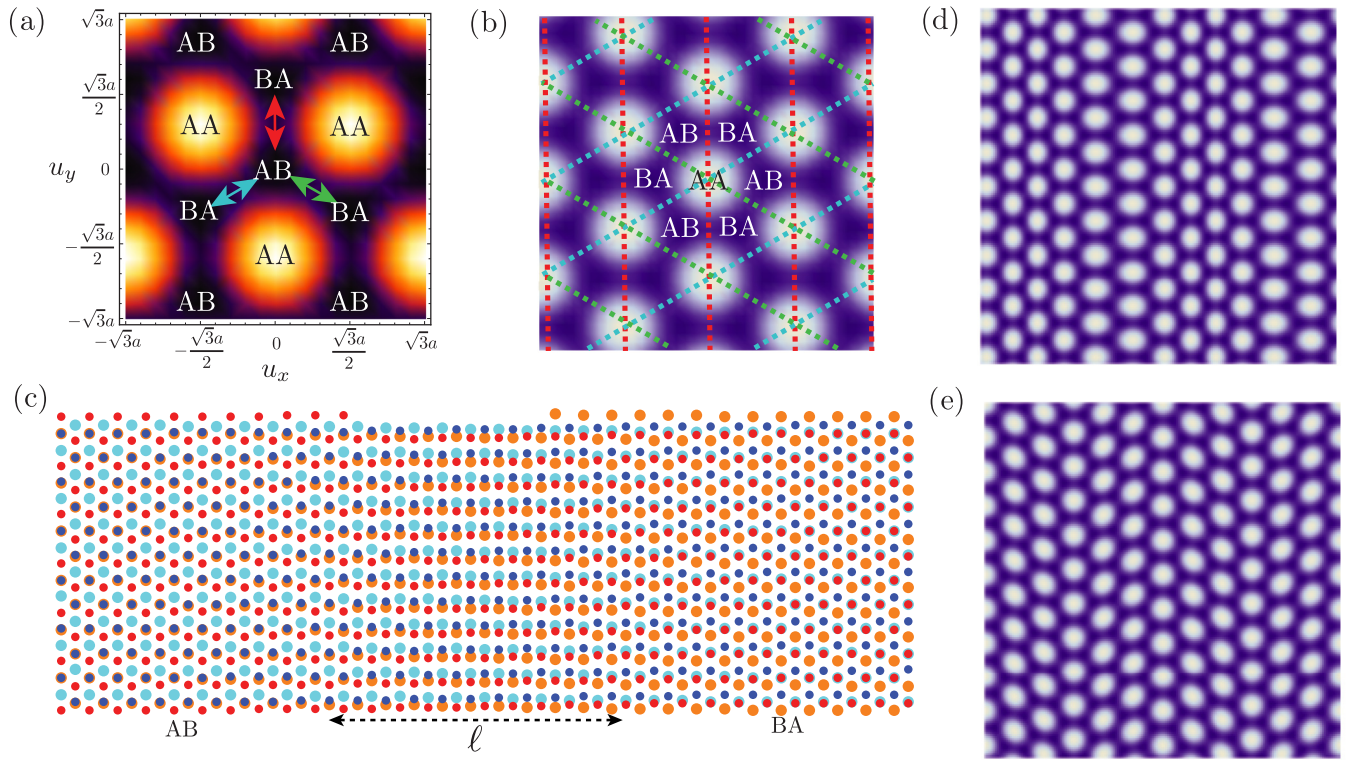 (a)
√3a
AB
AB
BA
√3a/2
AA
AA
u_y
0
AB
BA
BA
-√3a/2
AA
AB
AB
-√3a
-√3a
-√3a/2
0
√3a/2
√3a
u_x
(b)
AB
BA
BA
AA
AB
AB
BA
(c)
AB
ℓ
BA
(d)
(e)